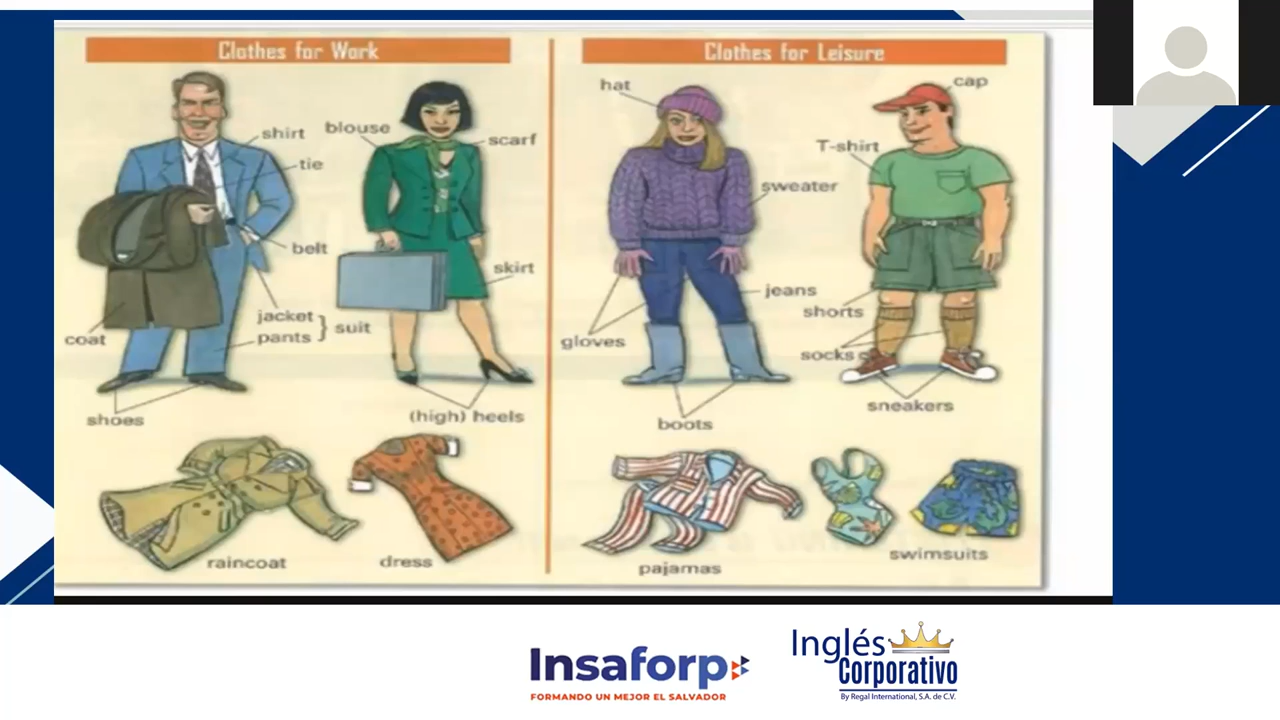 Clothes for Work
shirt
blouse
scarf
tie
belt
skirt
jacket
pants
suit
coat
shoes
(high) heels
raincoat
dress
Clothes for Leisure
hat
cap
T-shirt
sweater
jeans
shorts
gloves
socks
sneakers
boots
pajamas
swimsuits
Insaforp
FORMANDO UN MEJOR EL SALVADOR
Inglés
Corporativo
By Regal International, S.A. de C.V.